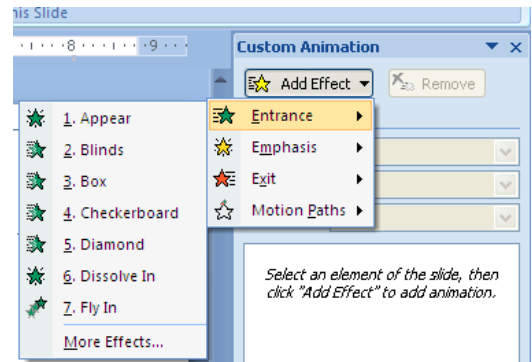 his Slide
8 9
Custom Animation
Add Effect
Remove
Entrance
Emphasis
Exit
Motion Paths
1. Appear
2. Blinds
3. Box
4. Checkerboard
5. Diamond
6. Dissolve In
7. Fly In
More Effects...
Select an element of the slide, then
click "Add Effect" to add animation.